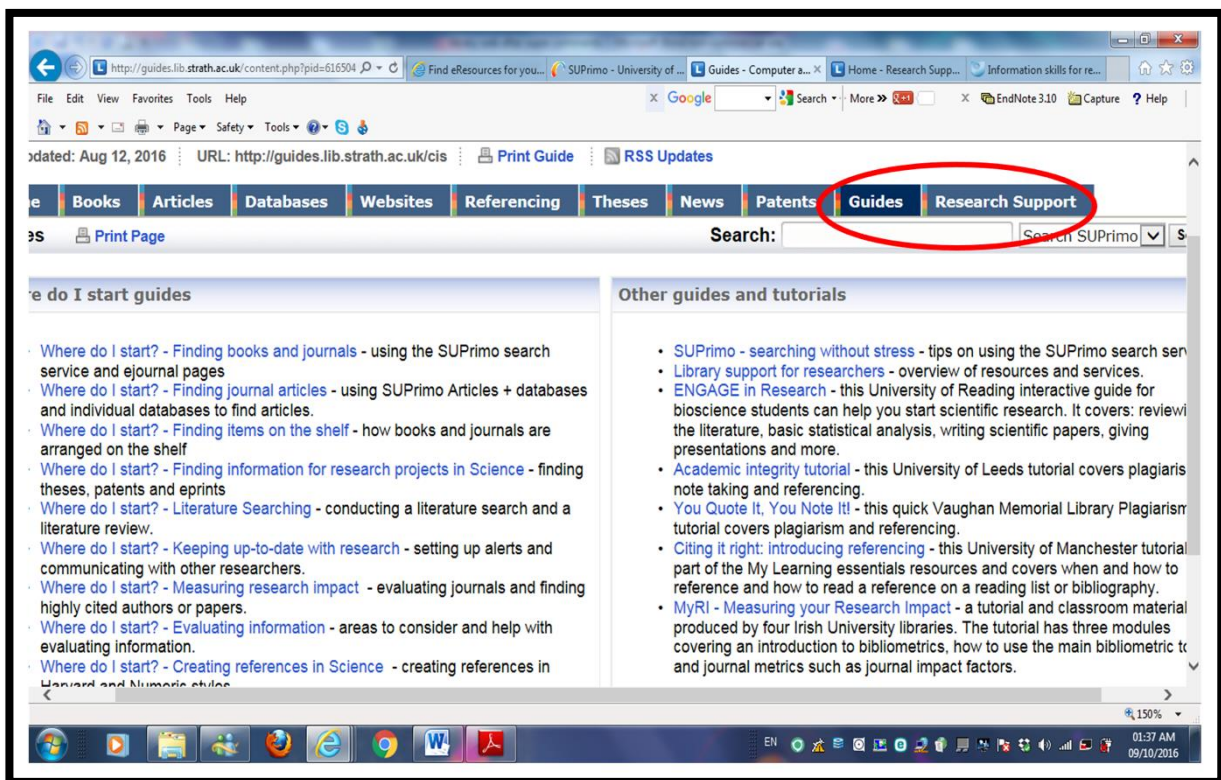 http://guides.lib.strath.ac.uk/content.php?pid=616504
Find eResources for you...
SUPrimo - University of ...
Guides - Computer a...
Home - Research Supp...
Information skills for re...
File Edit View Favorites Tools Help
x Google Search More >> x EndNote 3.10 Capture ? Help
Page Safety Tools
pdated: Aug 12, 2016 URL: http://guides.lib.strath.ac.uk/cis Print Guide RSS Updates
e Books Articles Databases Websites Referencing Theses News Patents Guides Research Support
es Print Page Search: Search SUPrimo S
re do I start guides
Where do I start? - Finding books and journals - using the SUPrimo search
service and ejournal pages
Where do I start? - Finding journal articles - using SUPrimo Articles + databases
and individual databases to find articles.
Where do I start? - Finding items on the shelf - how books and journals are
arranged on the shelf
Where do I start? - Finding information for research projects in Science - finding
theses, patents and eprints
Where do I start? - Literature Searching - conducting a literature search and a
literature review.
Where do I start? - Keeping up-to-date with research - setting up alerts and
communicating with other researchers.
Where do I start? - Measuring research impact - evaluating journals and finding
highly cited authors or papers.
Where do I start? - Evaluating information - areas to consider and help with
evaluating information.
Where do I start? - Creating references in Science - creating references in
Harvard and Numeric styles
Other guides and tutorials
• SUPrimo - searching without stress - tips on using the SUPrimo search serv
• Library support for researchers - overview of resources and services.
• ENGAGE in Research - this University of Reading interactive guide for
bioscience students can help you start scientific research. It covers: reviewi
the literature, basic statistical analysis, writing scientific papers, giving
presentations and more.
• Academic integrity tutorial - this University of Leeds tutorial covers plagiaris
note taking and referencing.
• You Quote It, You Note It! - this quick Vaughan Memorial Library Plagiarism
tutorial covers plagiarism and referencing.
• Citing it right: introducing referencing - this University of Manchester tutorial
part of the My Learning essentials resources and covers when and how to
reference and how to read a reference on a reading list or bibliography.
• MyRI - Measuring your Research Impact - a tutorial and classroom material
produced by four Irish University libraries. The tutorial has three modules
covering an introduction to bibliometrics, how to use the main bibliometric to
and journal metrics such as journal impact factors.
150%
EN
01:37 AM
09/10/2016